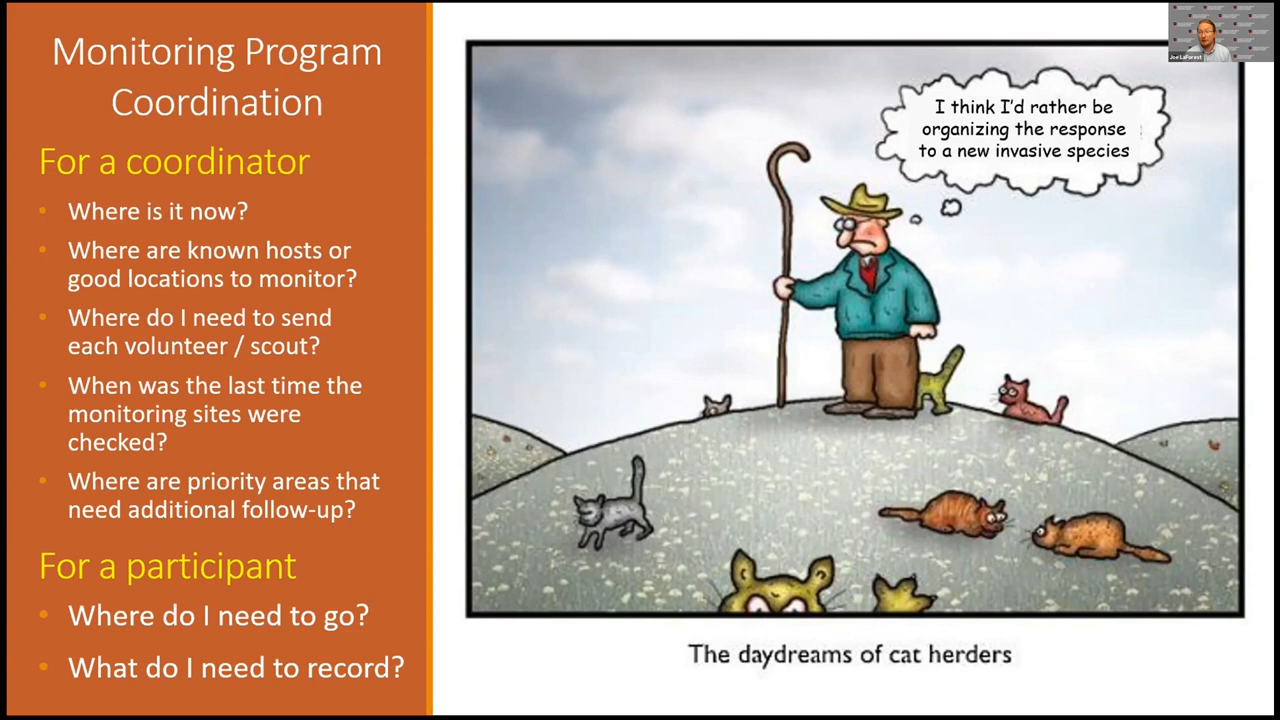 Monitoring Program
Coordination
For a coordinator
• Where is it now?
• Where are known hosts or
good locations to monitor?
• Where do I need to send
each volunteer / scout?
• When was the last time the
monitoring sites were
checked?
• Where are priority areas that
need additional follow-up?
For a participant
• Where do I need to go?
• What do I need to record?
I think I'd rather be
organizing the response
to a new invasive species
The daydreams of cat herders
Joe LaForest